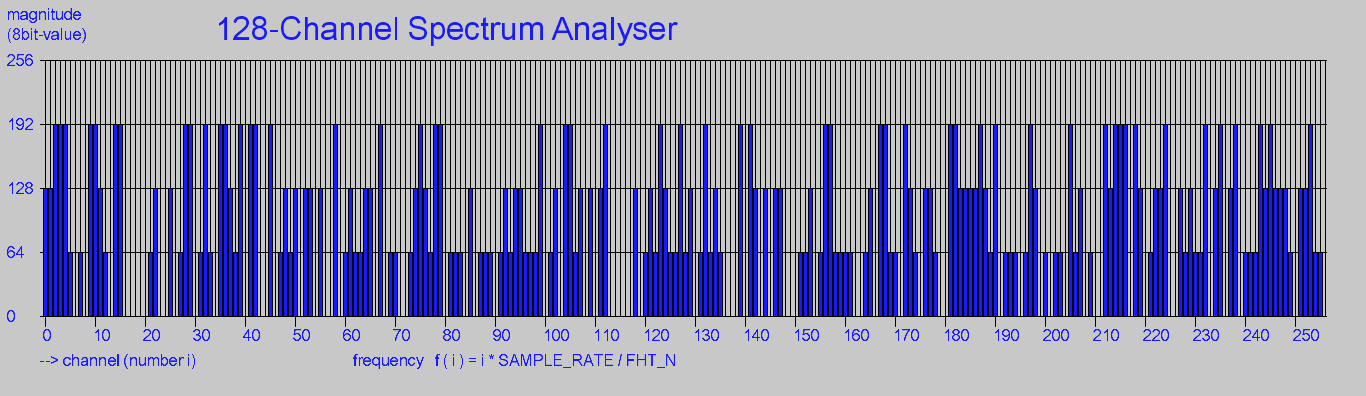 magnitude
(8bit-value)
128-Channel Spectrum Analyser
256
192
128
64
0
0 10 20 30 40 50 60 70 80 90 100 110 120 130 140 150 160 170 180 190 200 210 220 230 240 250
--> channel (number i) frequency f ( i ) = i * SAMPLE_RATE / FHT_N